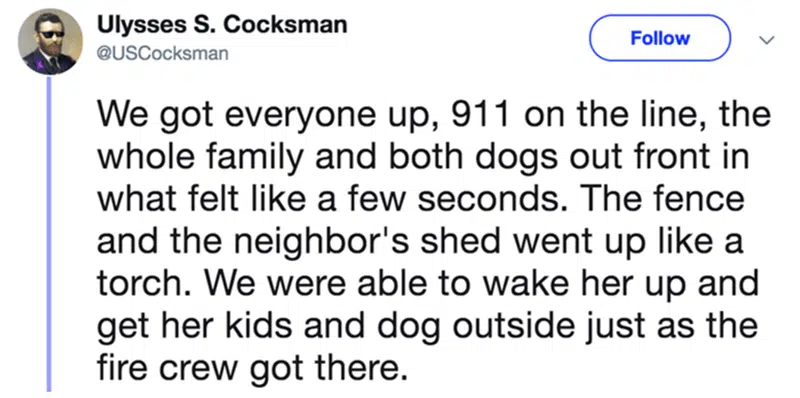 Ulysses S. Cocksman
@USCocksman
Follow
We got everyone up, 911 on the line, the
whole family and both dogs out front in
what felt like a few seconds. The fence
and the neighbor's shed went up like a
torch. We were able to wake her up and
get her kids and dog outside just as the
fire crew got there.